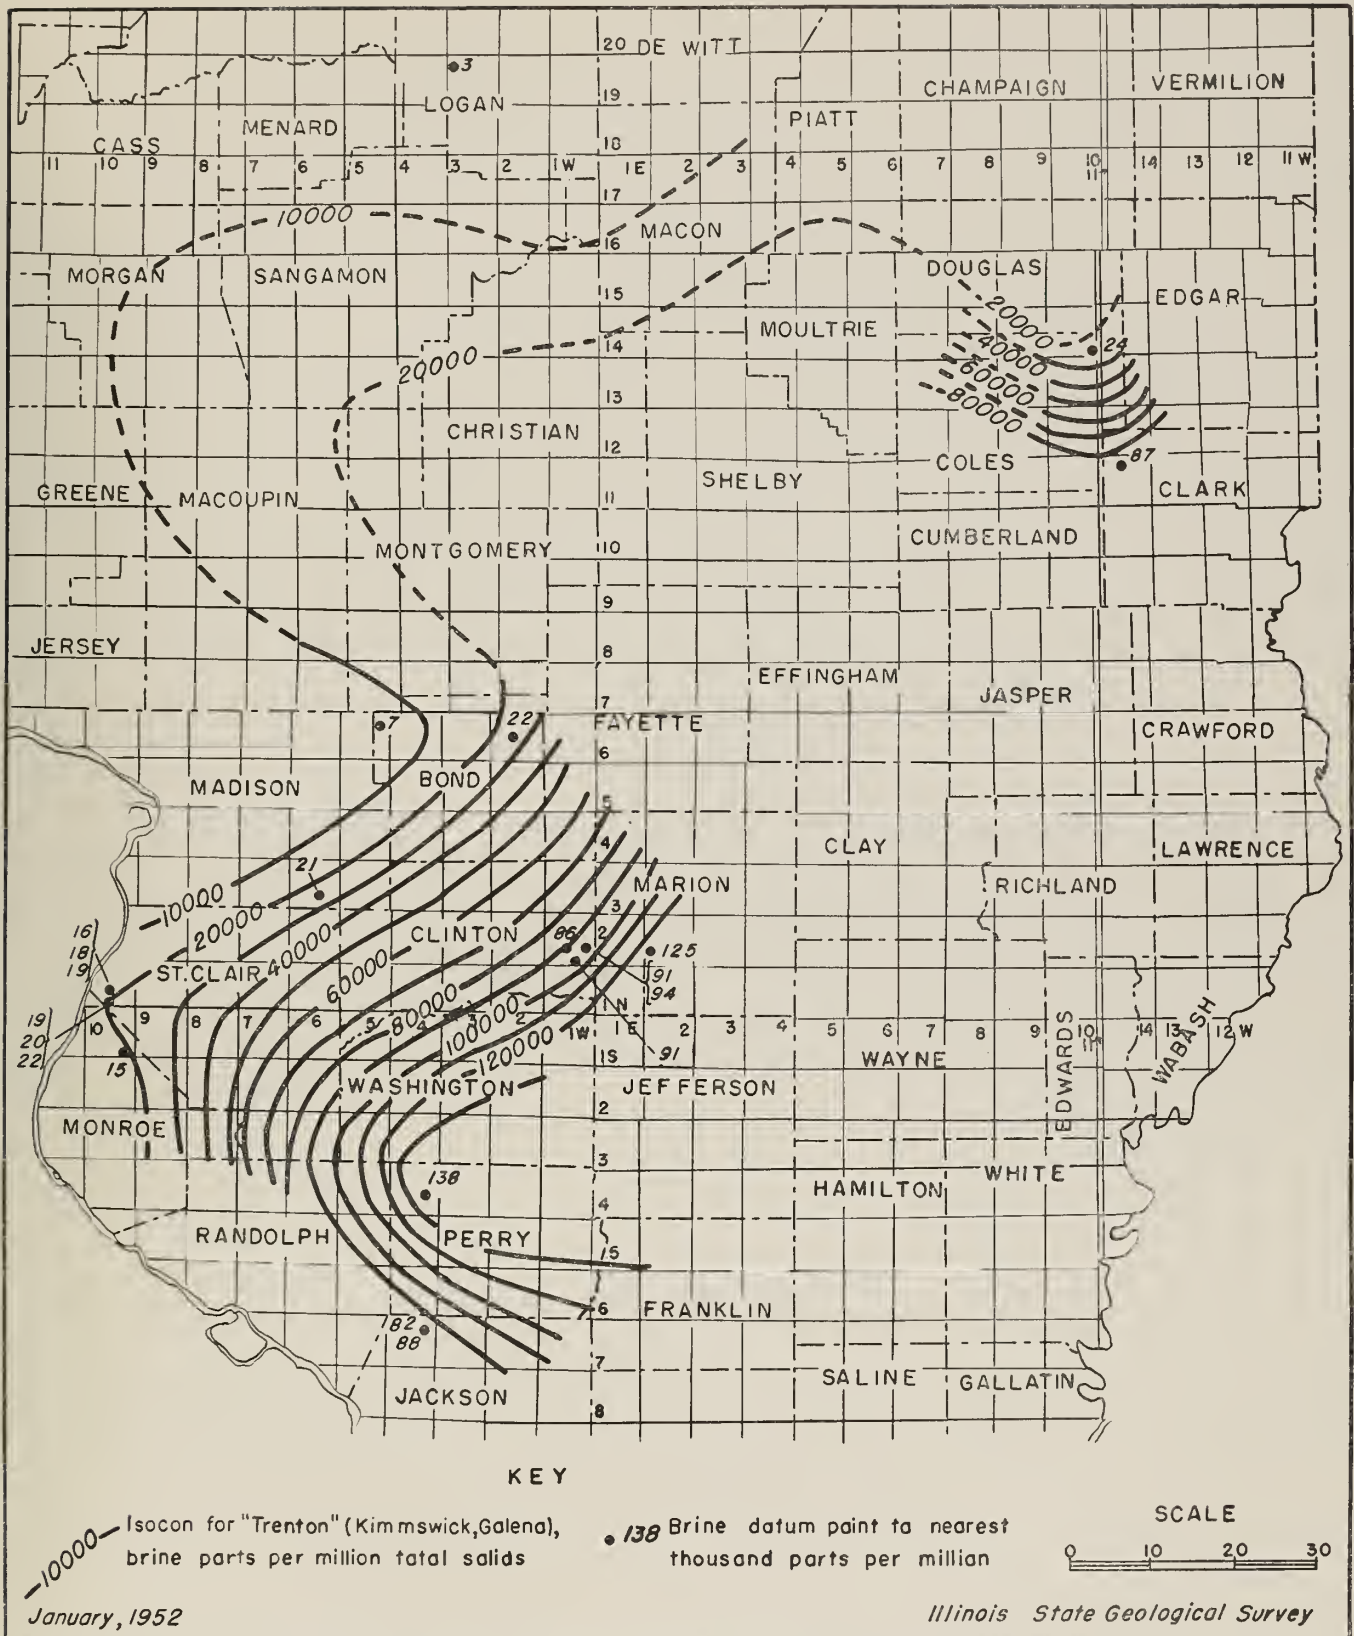 20 DE WITT
3
19
LOGAN
CHAMPAIGN
VERMILION
PIATT
MENARD
CASS
18
11 10 9 8 7 6 5 4 3 2 1W 1E 2 3 4 5 6 7 8 9 10 11 14 13 12 11 W
17
10000
16
MACON
MORGAN
SANGAMON
DOUGLAS
15
EDGAR
20000
MOULTRIE
14
24
40000
20000
60000
80000
13
CHRISTIAN
12
87
COLES
SHELBY
GREENE
MACOUPIN
11
CLARK
MONTGOMERY
10
CUMBERLAND
9
JERSEY
8
EFFINGHAM
JASPER
7
7
22
FAYETTE
CRAWFORD
6
MADISON
BOND
5
4
CLAY
LAWRENCE
21
MARION
RICHLAND
10000
3
20000
16
18
19
CLINTON
86
2
125
40000
ST. CLAIR
60000
91
94
80000
1 N
19
20
22
10 9 8 7 6 5 4 3 2 1W 1E 2 3 4 5 6 7 8 9 10 11 14 13 12 W
100000
120000
15
1S
91
WASHINGTON
JEFFERSON
WAYNE
EDWARDS
WABASH
2
MONROE
3
138
WHITE
HAMILTON
4
RANDOLPH
PERRY
5
6
FRANKLIN
82
88
7
SALINE
GALLATIN
JACKSON
8
KEY
10000
Isocon for "Trenton" (Kimmswick, Galena),
brine parts per million total solids
138 Brine datum point to nearest
thousand parts per million
SCALE
0 10 20 30
January, 1952
Illinois State Geological Survey